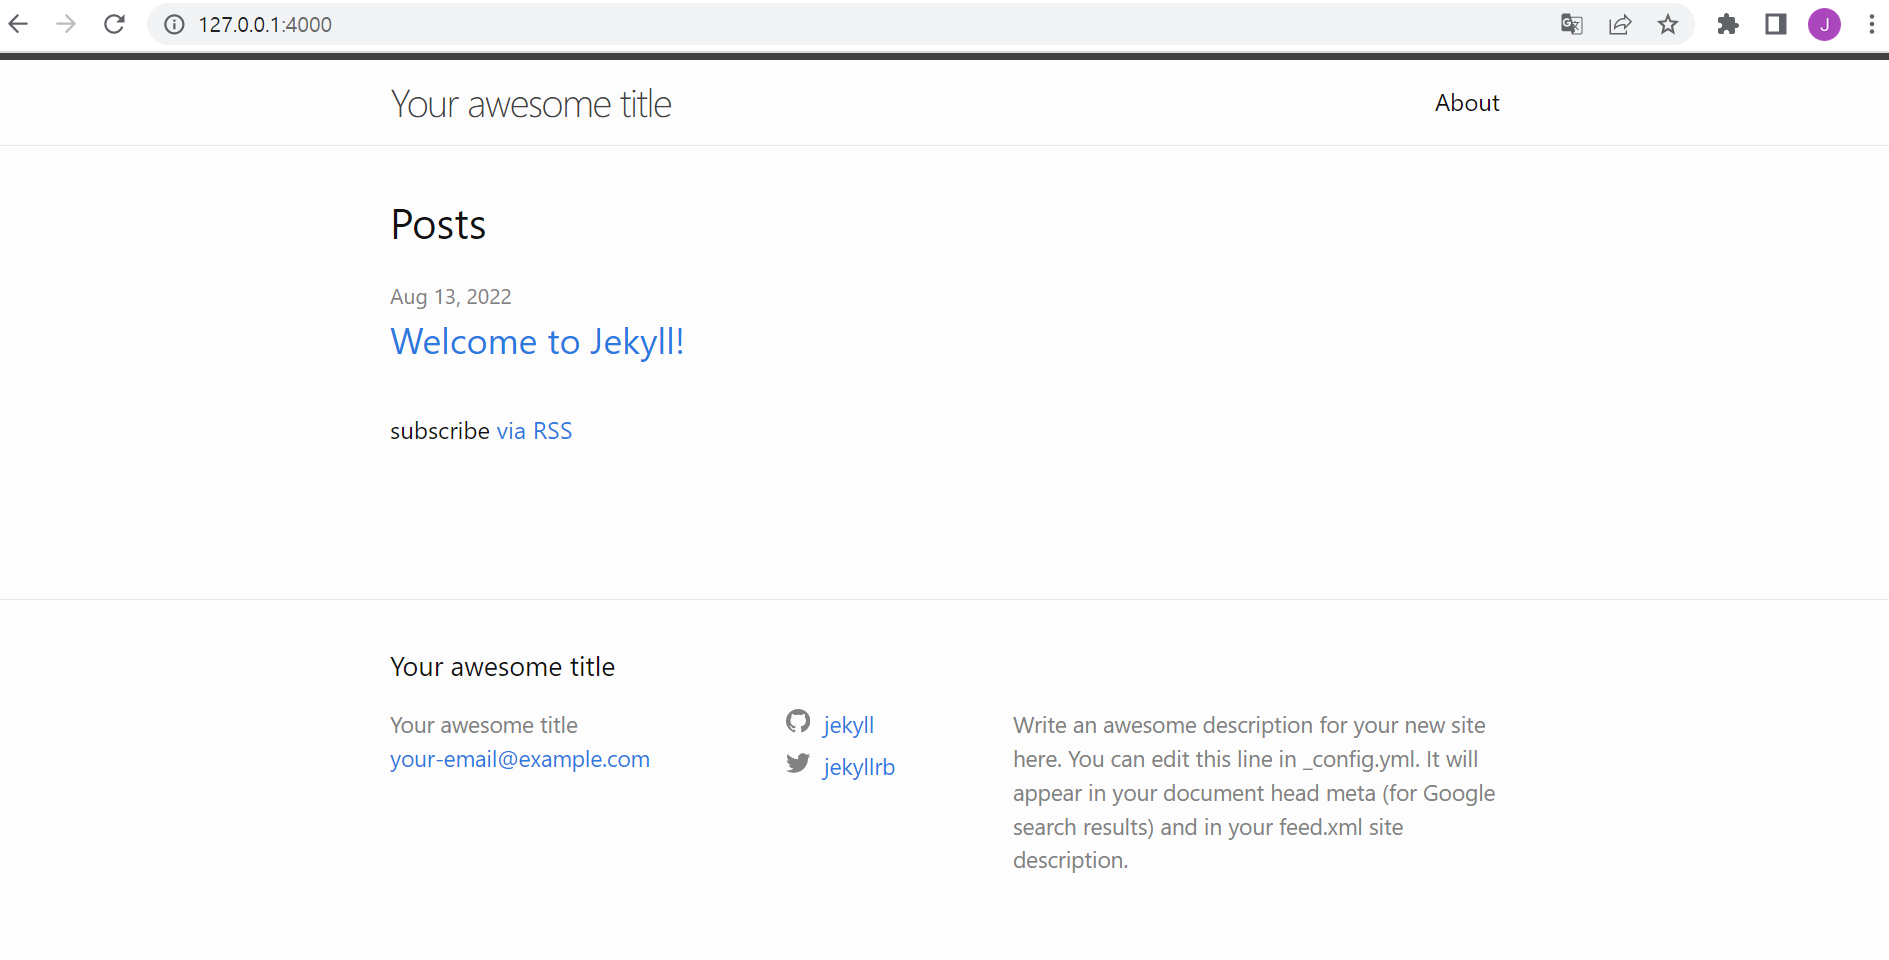 127.0.0.1:4000
J
Your awesome title
About
Posts
Aug 13, 2022
Welcome to Jekyll!
subscribe via RSS
Your awesome title
Your awesome title
your-email@example.com
jekyll
jekyllrb
Write an awesome description for your new site
here. You can edit this line in _config.yml. It will
appear in your document head meta (for Google
search results) and in your feed.xml site
description.